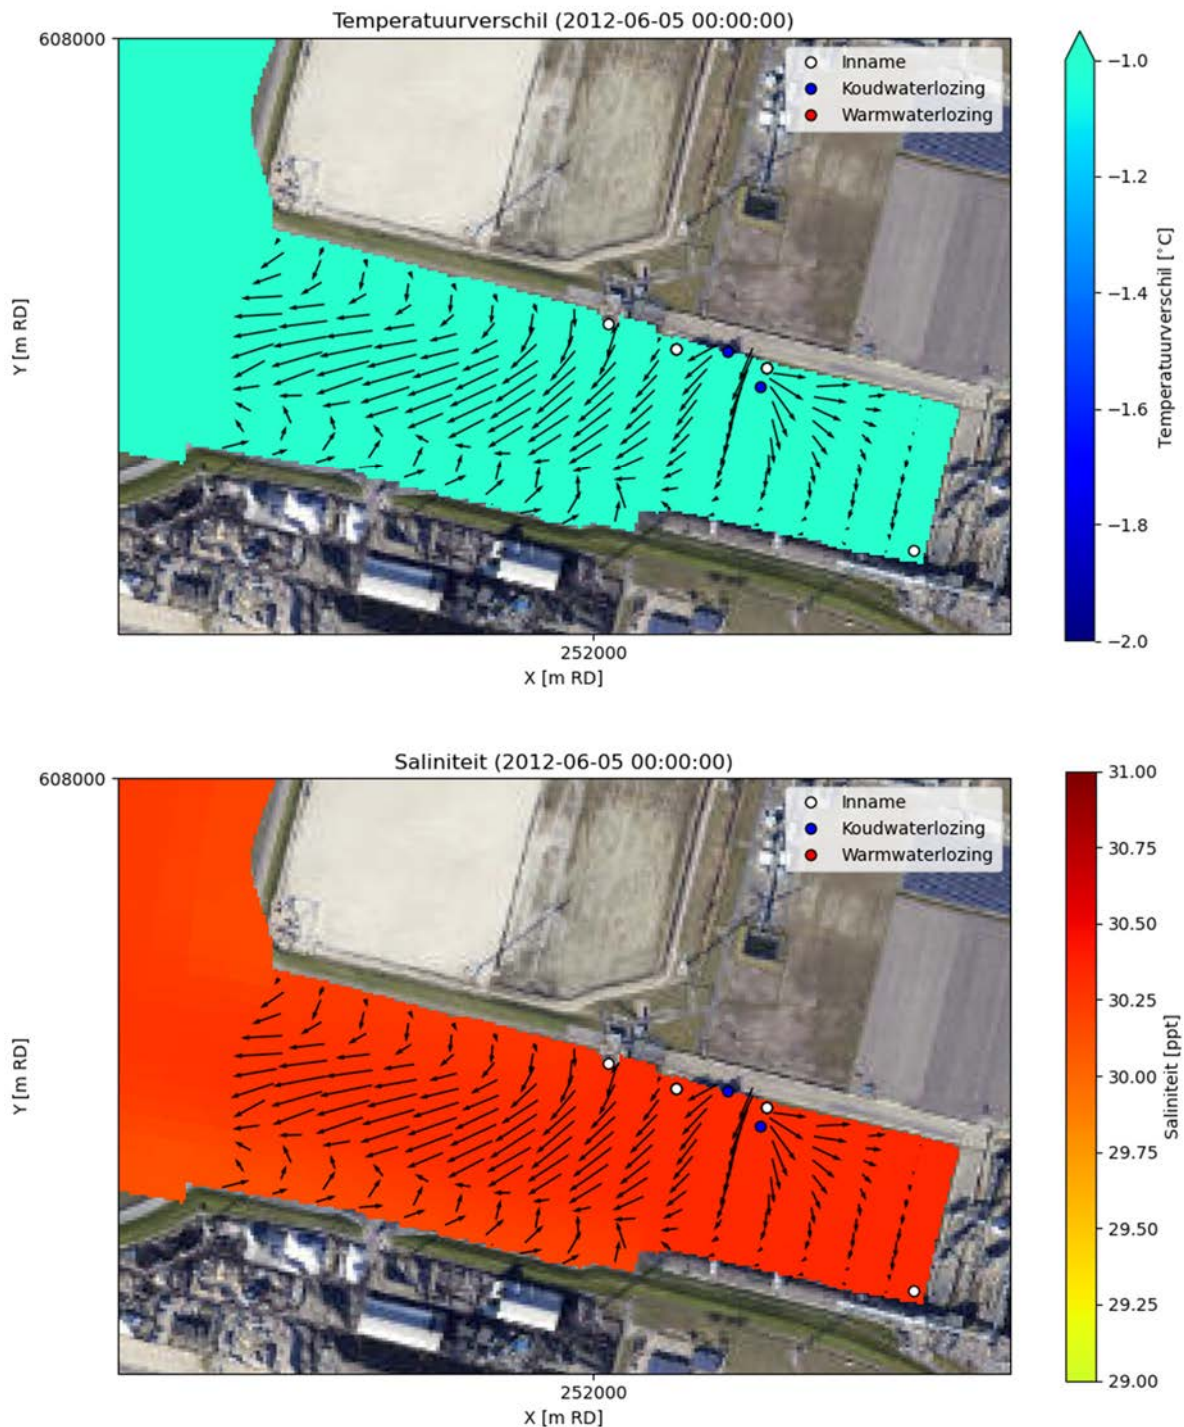 Temperatuurverschil (2012-06-05 00:00:00)
608000
Inname
Koudwaterlozing
Warmwaterlozing
Y [m RD]
252000
X [m RD]
−1.0
−1.2
−1.4
−1.6
−1.8
−2.0
Temperatuurverschil [°C]
Saliniteit (2012-06-05 00:00:00)
608000
Inname
Koudwaterlozing
Warmwaterlozing
Y [m RD]
252000
X [m RD]
31.00
30.75
30.50
30.25
30.00
29.75
29.50
29.25
29.00
Saliniteit [ppt]